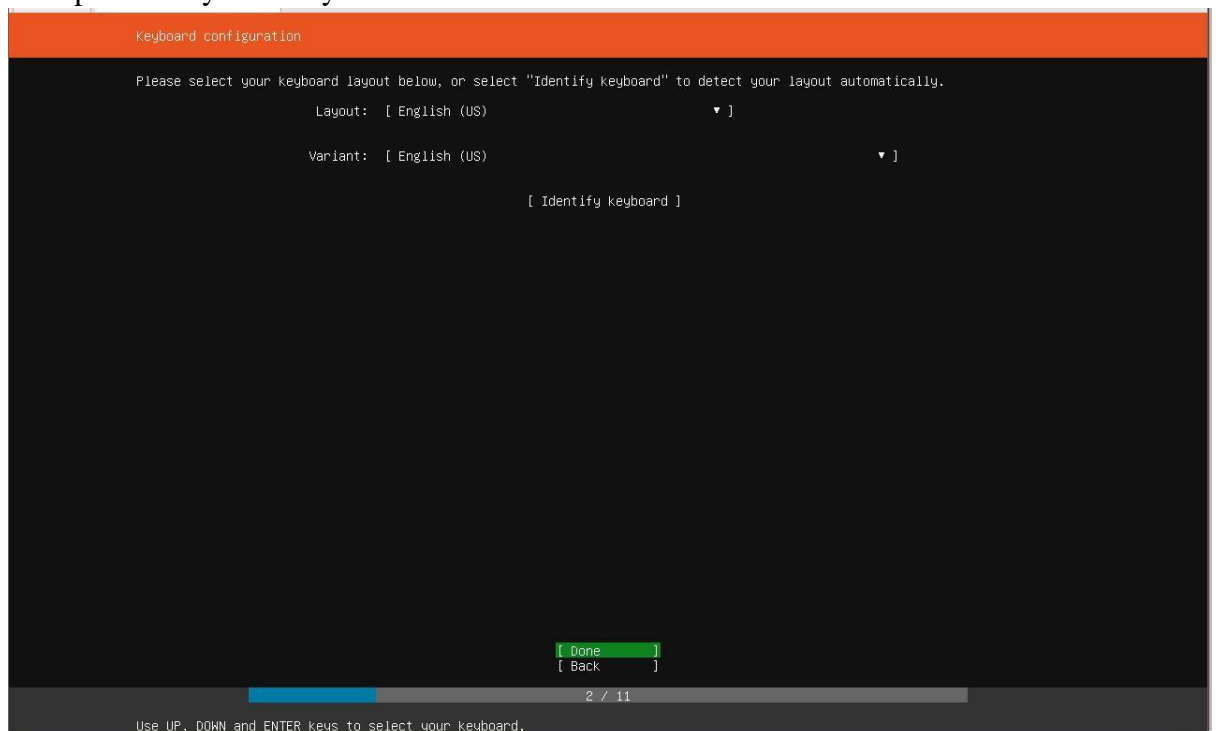 Keyboard configuration
Please select your keyboard layout below, or select "Identify keyboard" to detect your layout automatically.
Layout: [ English (US) ▾ ]
Variant: [ English (US) ▾ ]
[ Identify keyboard ]
[ Done ]
[ Back ]
2 / 11
Use UP, DOWN and ENTER keys to select your keyboard.